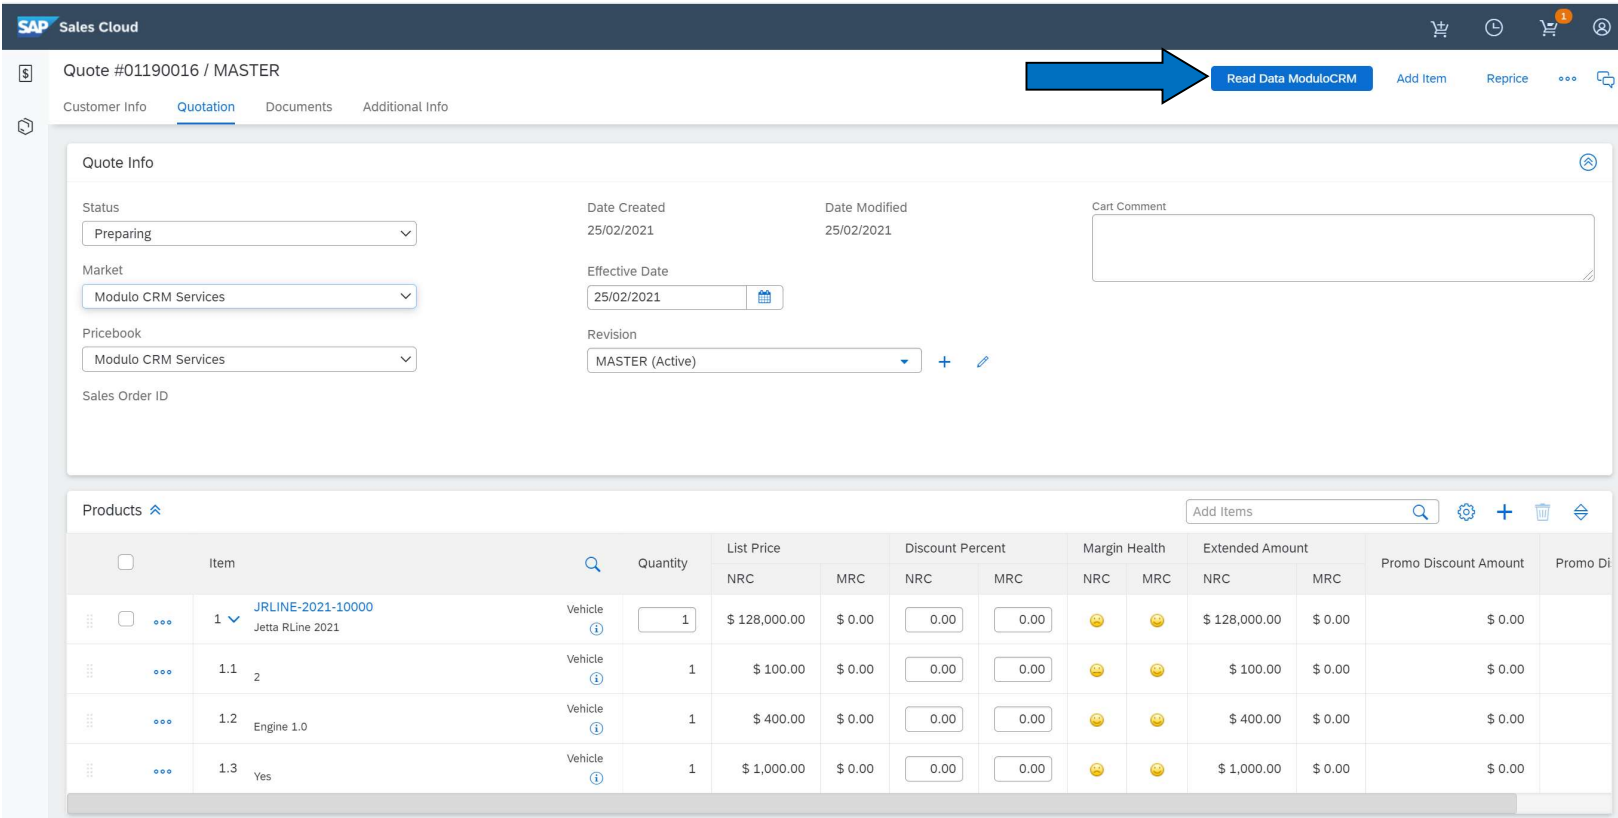 SAP Sales Cloud
1
Quote #01190016 / MASTER
Read Data ModuloCRM Add Item Reprice
Customer Info Quotation Documents Additional Info
Quote Info
Status Date Created Date Modified Cart Comment
Preparing 25/02/2021 25/02/2021
Market Effective Date
Modulo CRM Services 25/02/2021
Pricebook Revision
Modulo CRM Services MASTER (Active)
Sales Order ID
Products Add Items
Item Quantity List Price Discount Percent Margin Health Extended Amount Promo Discount Amount Promo Di
NRC MRC NRC MRC NRC MRC NRC MRC
1 JRLINE-2021-10000 Vehicle 1 $ 128,000.00 $ 0.00 0.00 0.00 $ 128,000.00 $ 0.00 $ 0.00
Jetta RLine 2021
1.1 2 Vehicle 1 $ 100.00 $ 0.00 0.00 0.00 $ 100.00 $ 0.00 $ 0.00
1.2 Engine 1.0 Vehicle 1 $ 400.00 $ 0.00 0.00 0.00 $ 400.00 $ 0.00 $ 0.00
1.3 Yes Vehicle 1 $ 1,000.00 $ 0.00 0.00 0.00 $ 1,000.00 $ 0.00 $ 0.00